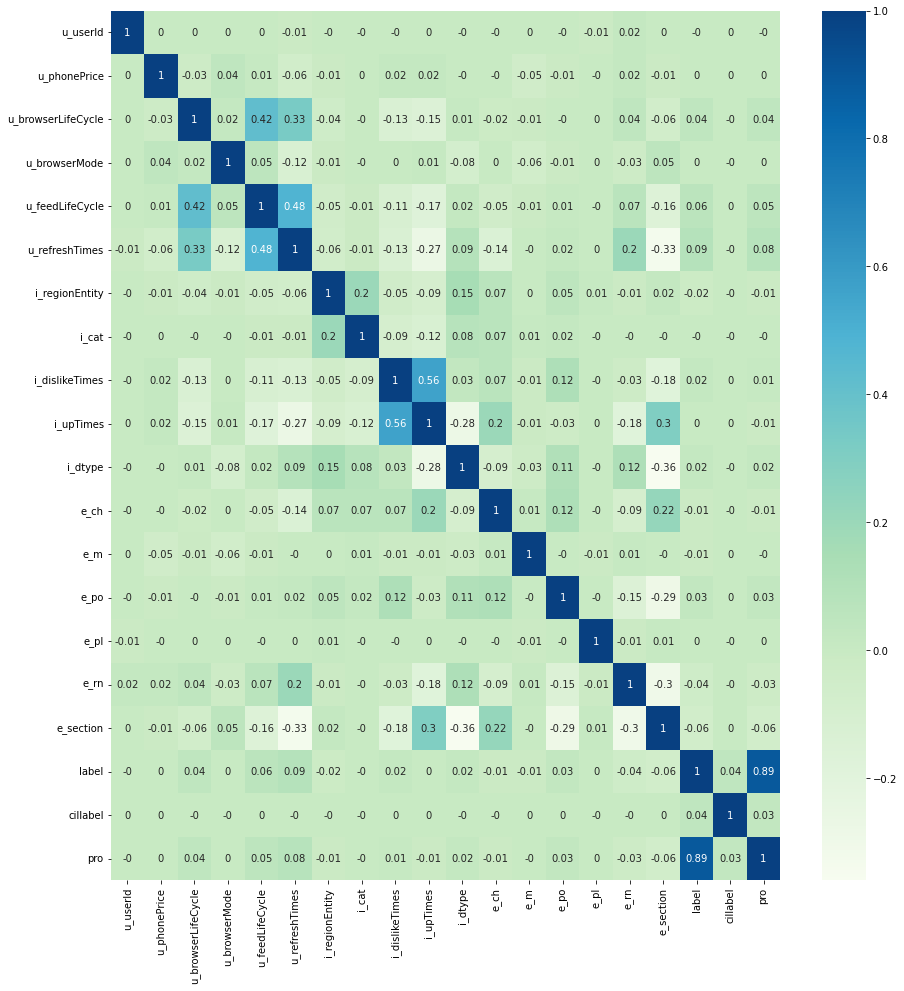 u_userId 1 0 0 0 0 -0.01 -0 -0 -0 0 -0 -0 0 -0 -0.01 0.02 0 -0 0 -0
u_phonePrice 0 1 -0.03 0.04 0.01 -0.06 -0.01 0 0.02 0.02 -0 -0 -0.05 -0.01 -0 0.02 -0.01 0 0 0
u_browserLifeCycle 0 -0.03 1 0.02 0.42 0.33 -0.04 -0 -0.13 -0.15 0.01 -0.02 -0.01 -0 0 0.04 -0.06 0.04 -0 0.04
u_browserMode 0 0.04 0.02 1 0.05 -0.12 -0.01 -0 0 0.01 -0.08 0 -0.06 -0.01 0 -0.03 0.05 0 -0 0
u_feedLifeCycle 0 0.01 0.42 0.05 1 0.48 -0.05 -0.01 -0.11 -0.17 0.02 -0.05 -0.01 0.01 -0 0.07 -0.16 0.06 0 0.05
u_refreshTimes -0.01 -0.06 0.33 -0.12 0.48 1 -0.06 -0.01 -0.13 -0.27 0.09 -0.14 -0 0.02 0 0.2 -0.33 0.09 -0 0.08
i_regionEntity -0 -0.01 -0.04 -0.01 -0.05 -0.06 1 0.2 -0.05 -0.09 0.15 0.07 0 0.05 0.01 -0.01 0.02 -0.02 -0 -0.01
i_cat -0 0 -0 -0 -0.01 -0.01 0.2 1 -0.09 -0.12 0.08 0.07 0.01 0.02 -0 -0 0 0 -0 -0
i_dislikeTimes -0 0.02 -0.13 0 -0.11 -0.13 -0.05 -0.09 1 0.56 0.03 0.07 -0.01 0.12 -0 -0.03 -0.18 0.02 0 0.01
i_upTimes 0 0.02 -0.15 0.01 -0.17 -0.27 -0.09 -0.12 0.56 1 -0.28 0.2 -0.01 -0.03 0 -0.18 0.3 0 -0 -0.01
i_dtype -0 -0 0.01 -0.08 0.02 0.09 0.15 0.08 0.03 -0.28 1 -0.09 -0.03 0.11 -0 0.12 -0.36 0.02 -0 0.02
e_ch -0 -0 -0.02 0 -0.05 -0.14 0.07 0.07 0.07 0.2 -0.09 1 0.01 0.12 -0 -0.09 0.22 -0.01 -0 -0.01
e_m 0 -0.05 -0.01 -0.06 -0.01 -0 0 0.01 -0.01 -0.01 -0.03 0.01 1 -0 -0.01 0.01 -0 -0.01 0 -0
e_po -0 -0.01 -0 -0.01 0.01 0.02 0.05 0.02 0.12 -0.03 0.11 0.12 -0 1 -0 -0.15 -0.29 0.03 0 0.03
e_pl -0.01 -0 0 0 -0 0 0.01 -0 -0 0 -0 -0 -0.01 -0 1 -0.01 0.01 0 -0 0
e_rn 0.02 0.02 0.04 -0.03 0.07 0.2 -0.01 -0 -0.03 -0.18 0.12 -0.09 0.01 -0.15 -0.01 1 -0.3 -0.04 -0 -0.03
e_section 0 -0.01 -0.06 0.05 -0.16 -0.33 0.02 0 -0.18 0.3 -0.36 0.22 -0 -0.29 0.01 -0.3 1 -0.06 0 -0.06
label -0 0 0.04 0 0.06 0.09 -0.02 0 0.02 0 0.02 -0.01 -0.01 0.03 0 -0.04 -0.06 1 0.04 0.89
cillabel 0 0 -0 -0 0 -0 -0 -0 0 -0 -0 -0 0 0 -0 -0 0 0.04 1 0.03
pro -0 0 0.04 0 0.05 0.08 -0.01 -0 0.01 -0.01 0.02 -0.01 -0 0.03 0 -0.03 -0.06 0.89 0.03 1
u_userId u_phonePrice u_browserLifeCycle u_browserMode u_feedLifeCycle u_refreshTimes i_regionEntity i_cat i_dislikeTimes i_upTimes i_dtype e_ch e_m e_po e_pl e_rn e_section label cillabel pro
1.0
0.8
0.6
0.4
0.2
0.0
−0.2